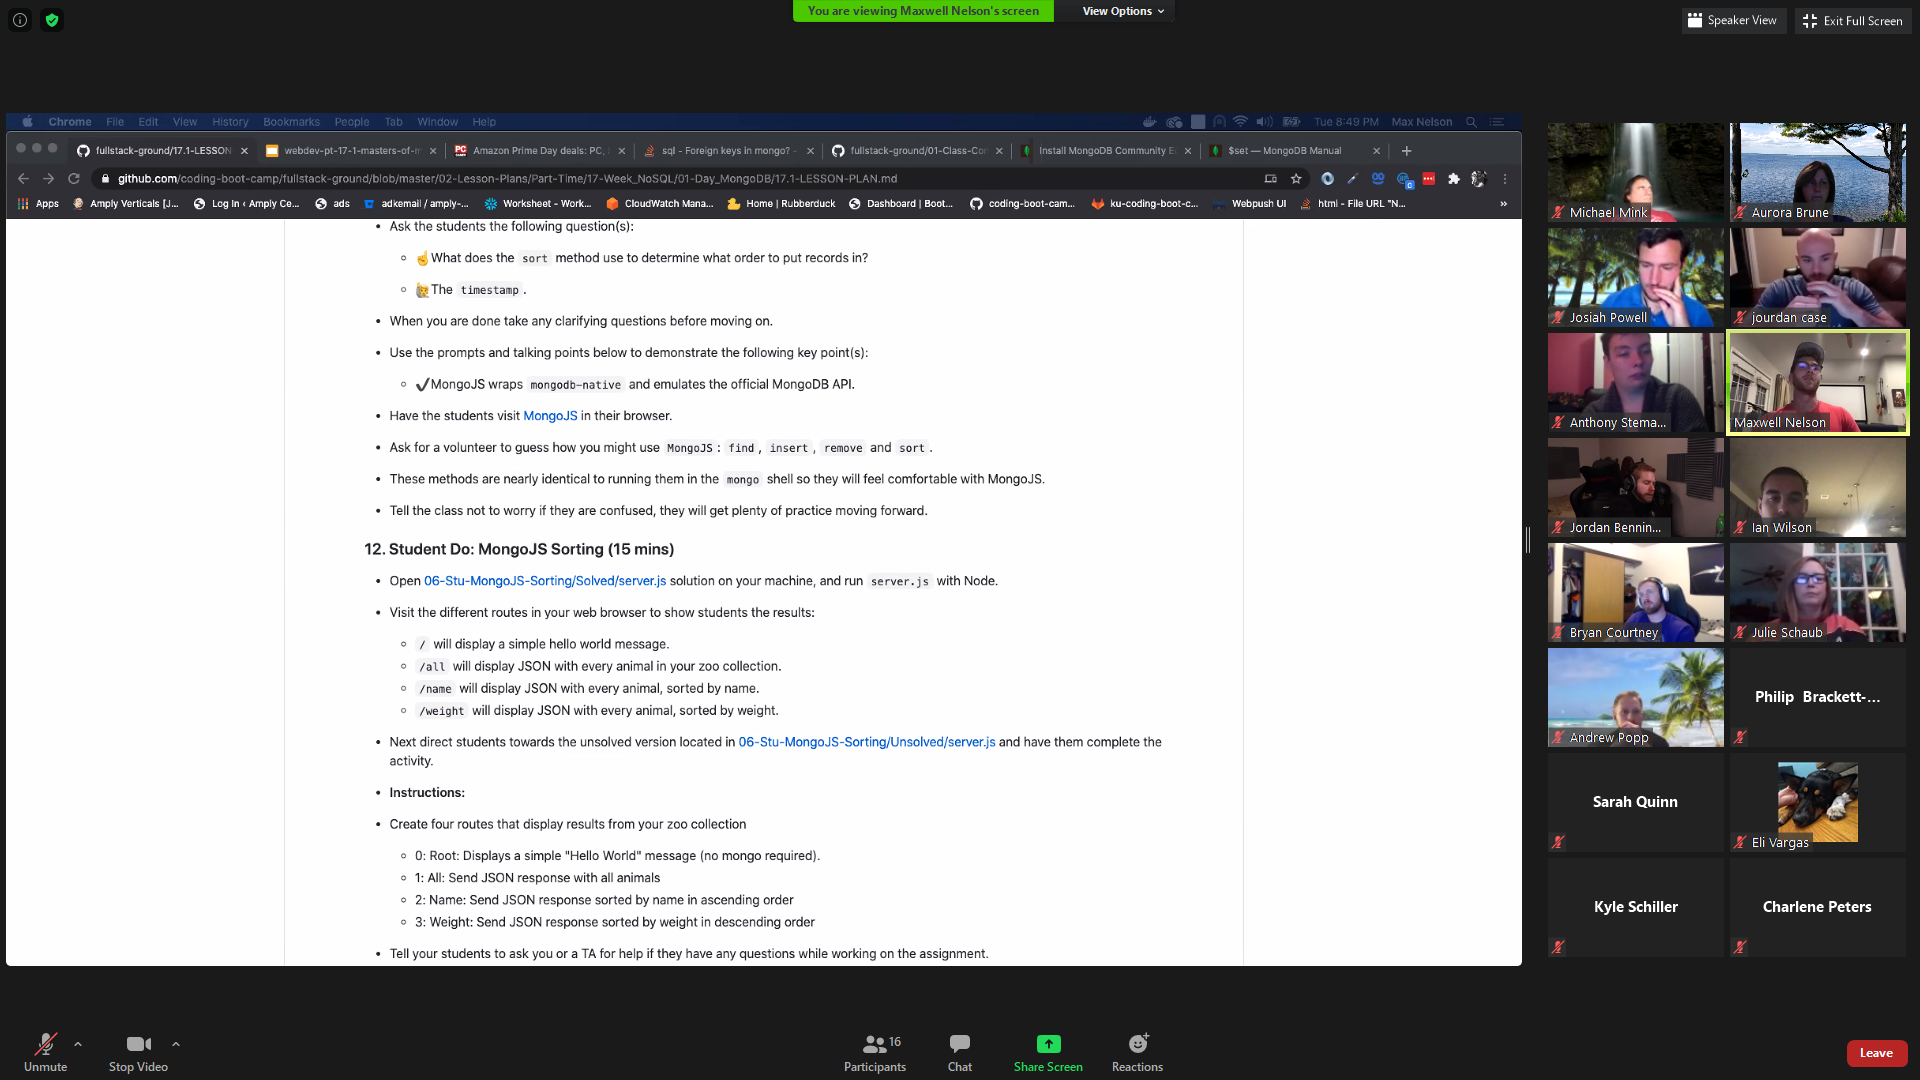 You are viewing Maxwell Nelson's screen
View Options
Speaker View
Exit Full Screen
Chrome File Edit View History Bookmarks People Tab Window Help
Tue 8:49 PM Max Nelson
fullstack-ground/17.1-LESSON
webdev-pt-17-1-masters-of-m
Amazon Prime Day deals: PC,
sql - Foreign keys in mongo? -
fullstack-ground/01-Class-Con
Install MongoDB Community E
$set — MongoDB Manual
github.com/coding-boot-camp/fullstack-ground/blob/master/02-Lesson-Plans/Part-Time/17-Week_NoSQL/01-Day_MongoDB/17.1-LESSON-PLAN.md
Apps
Amply Verticals [J...
Log In ‹ Amply Ce...
ads
adkemail / amply-...
Worksheet - Work...
CloudWatch Mana...
Home | Rubberduck
Dashboard | Boot...
coding-boot-cam...
ku-coding-boot-c...
Webpush UI
html - File URL "N...
»
• Ask the students the following question(s):
◦ ☝What does the sort method use to determine what order to put records in?
◦ 🙋The timestamp.
• When you are done take any clarifying questions before moving on.
• Use the prompts and talking points below to demonstrate the following key point(s):
◦ ✔MongoJS wraps mongodb-native and emulates the official MongoDB API.
• Have the students visit MongoJS in their browser.
• Ask for a volunteer to guess how you might use MongoJS: find, insert, remove and sort.
• These methods are nearly identical to running them in the mongo shell so they will feel comfortable with MongoJS.
• Tell the class not to worry if they are confused, they will get plenty of practice moving forward.
12. Student Do: MongoJS Sorting (15 mins)
• Open 06-Stu-MongoJS-Sorting/Solved/server.js solution on your machine, and run server.js with Node.
• Visit the different routes in your web browser to show students the results:
◦ / will display a simple hello world message.
◦ /all will display JSON with every animal in your zoo collection.
◦ /name will display JSON with every animal, sorted by name.
◦ /weight will display JSON with every animal, sorted by weight.
• Next direct students towards the unsolved version located in 06-Stu-MongoJS-Sorting/Unsolved/server.js and have them complete the
activity.
• Instructions:
• Create four routes that display results from your zoo collection
◦ 0: Root: Displays a simple "Hello World" message (no mongo required).
◦ 1: All: Send JSON response with all animals
◦ 2: Name: Send JSON response sorted by name in ascending order
◦ 3: Weight: Send JSON response sorted by weight in descending order
• Tell your students to ask you or a TA for help if they have any questions while working on the assignment.
Michael Mink
Aurora Brune
Josiah Powell
jourdan case
Anthony Stema...
Maxwell Nelson
Jordan Bennin...
Ian Wilson
Bryan Courtney
Julie Schaub
Andrew Popp
Philip Brackett-...
Sarah Quinn
Eli Vargas
Kyle Schiller
Charlene Peters
Unmute
Stop Video
Participants 16
Chat
Share Screen
Reactions
Leave